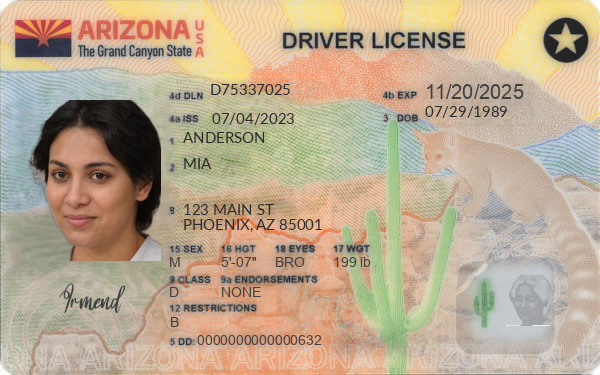 ARIZONA USA
The Grand Canyon State
DRIVER LICENSE
4d DLN D75337025
4b EXP 11/20/2025
4a ISS 07/04/2023
3 DOB 07/29/1989
1 ANDERSON
2 MIA
8 123 MAIN ST
PHOENIX, AZ 85001
15 SEX 16 HGT 18 EYES 17 WGT
M 5'-07" BRO 199 lb
9 CLASS 9a ENDORSEMENTS
D NONE
12 RESTRICTIONS
B
5 DD: 0000000000000632
Irmend
ARIZONA ARIZONA ARIZONA ARIZONA